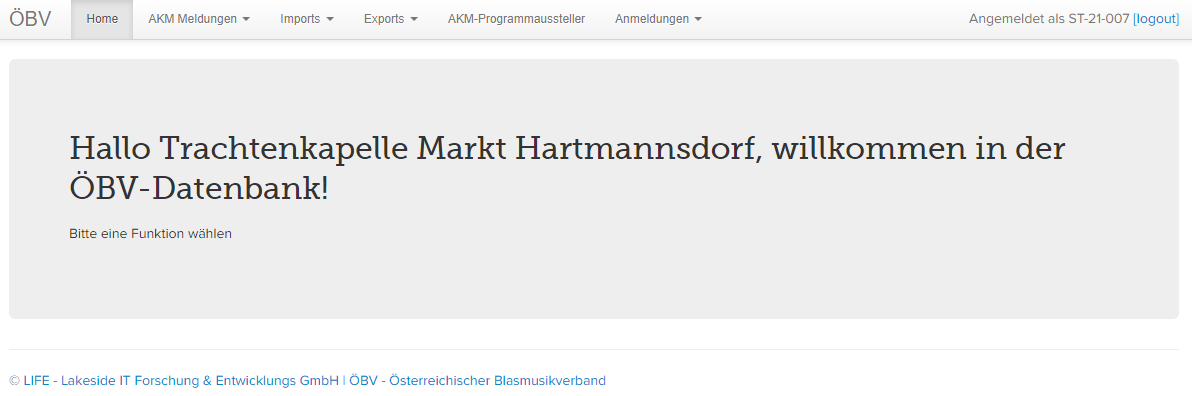 ÖBV Home AKM Meldungen Imports Exports AKM-Programmaussteller Anmeldungen Angemeldet als ST-21-007 [logout]
Hallo Trachtenkapelle Markt Hartmannsdorf, willkommen in der
ÖBV-Datenbank!
Bitte eine Funktion wählen
© LIFE - Lakeside IT Forschung & Entwicklungs GmbH | ÖBV - Österreichischer Blasmusikverband